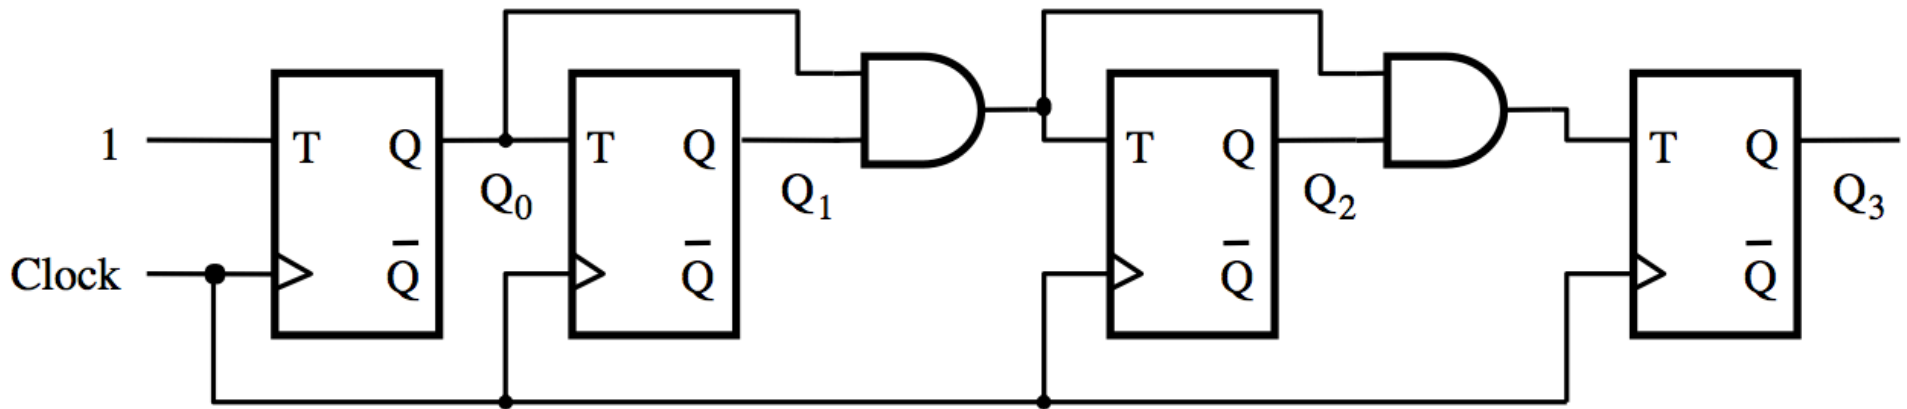 1 T Q T Q T Q T Q
Q₀ Q₁ Q₂ Q₃
Clock Q̅ Q̅ Q̅ Q̅